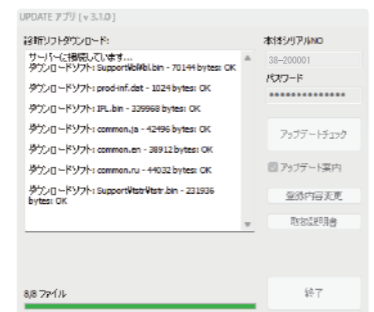 UPDATE アプリ [ v 3.1.0 ]
診断ソフトダウンロード:
サーバーに接続しています...
ダウンロードソフト: Support¥bl¥bl.bin - 70144 bytes: OK
ダウンロードソフト: prod-inf.dat - 1024 bytes: OK
ダウンロードソフト: IPL.bin - 339968 bytes: OK
ダウンロードソフト: common.ja - 42496 bytes: OK
ダウンロードソフト: common.en - 38912 bytes: OK
ダウンロードソフト: common.ru - 44032 bytes: OK
ダウンロードソフト: Support¥tstr¥tstr.bin - 231936
bytes: OK
8/8 ファイル
本体シリアルNO
38-200001
パスワード
**************
アップデートチェック
アップデート案内
登録内容変更
取扱説明書
終了